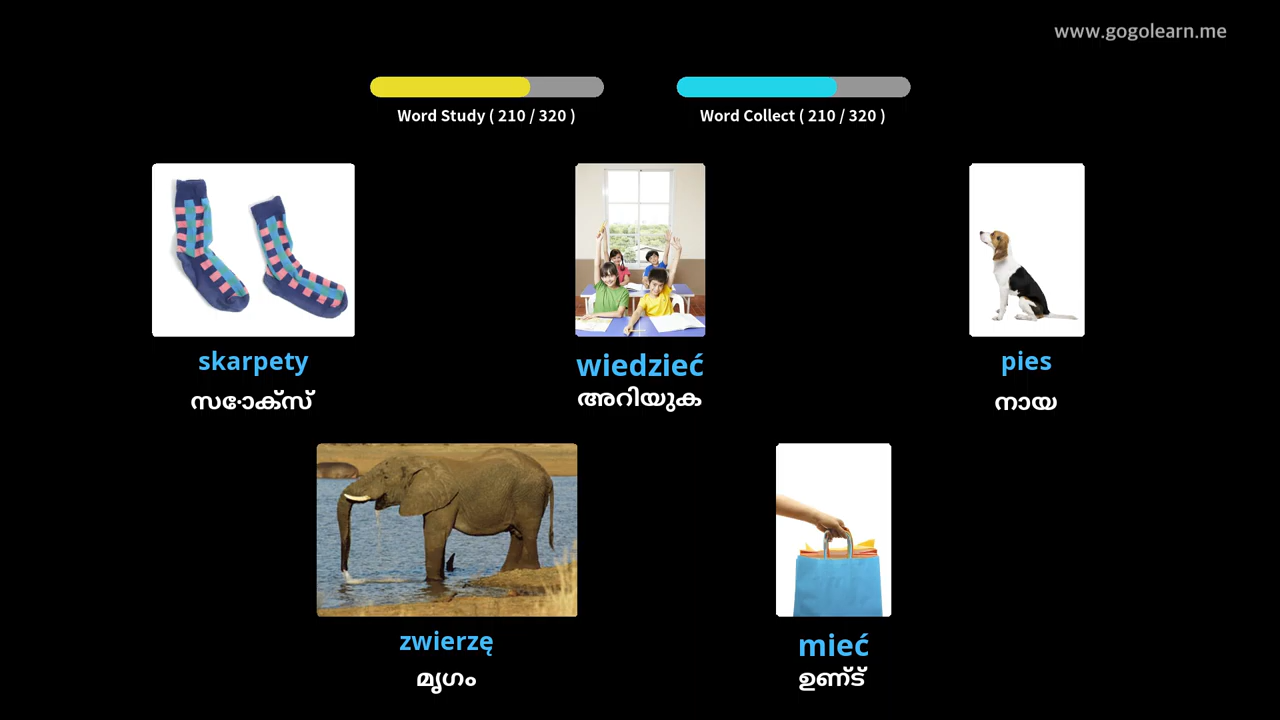 www.gogolearn.me
Word Study ( 210 / 320 )
Word Collect ( 210 / 320 )
skarpety
സോക്സ്
wiedzieć
അറിയുക
pies
നായ
zwierzę
മൃഗം
mieć
ഉണ്ട്